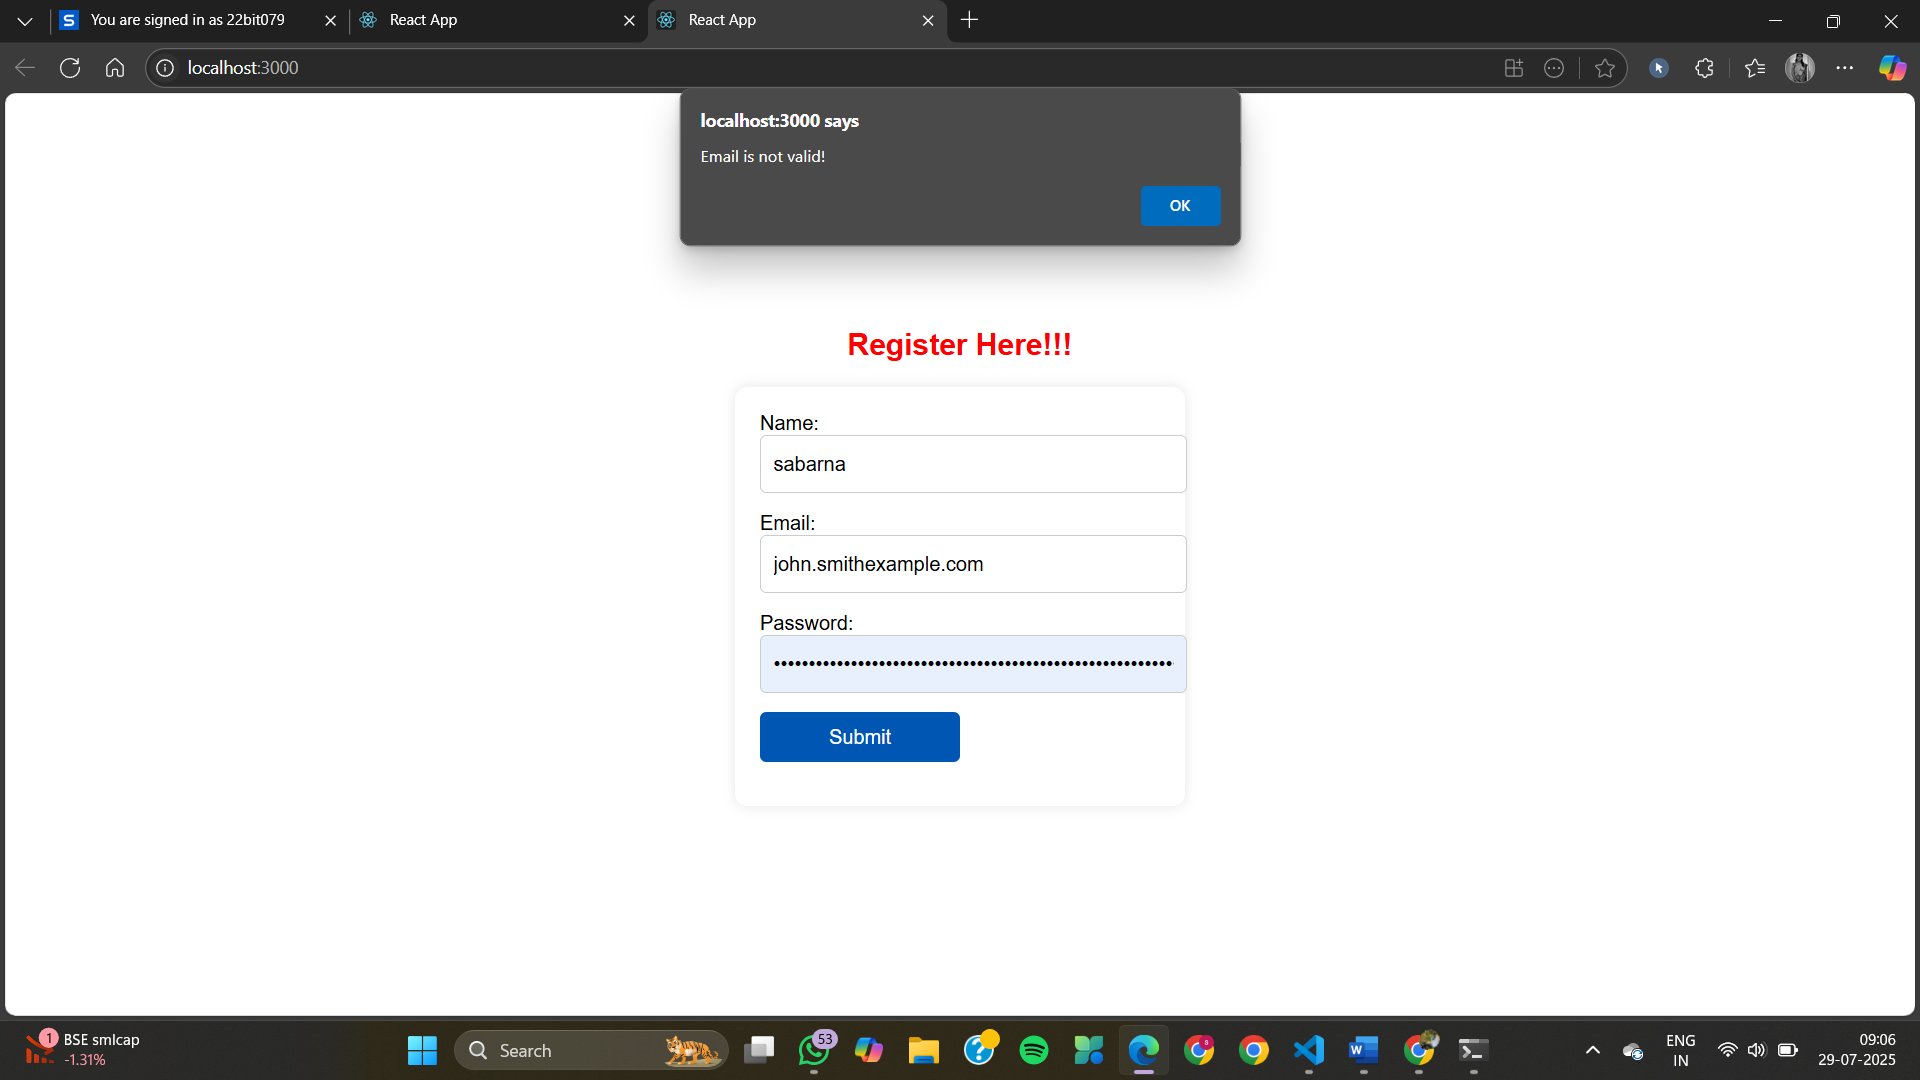 S You are signed in as 22bit079
React App
React App
localhost:3000
localhost:3000 says
Email is not valid!
OK
Register Here!!!
Name:
sabarna
Email:
john.smithexample.com
Password:
••••••••••••••••••••••••••••••••••••••••••••••••••••••••••
Submit
1 BSE smlcap
-1.31%
Search
53
8
W
ENG
IN
09:06
29-07-2025